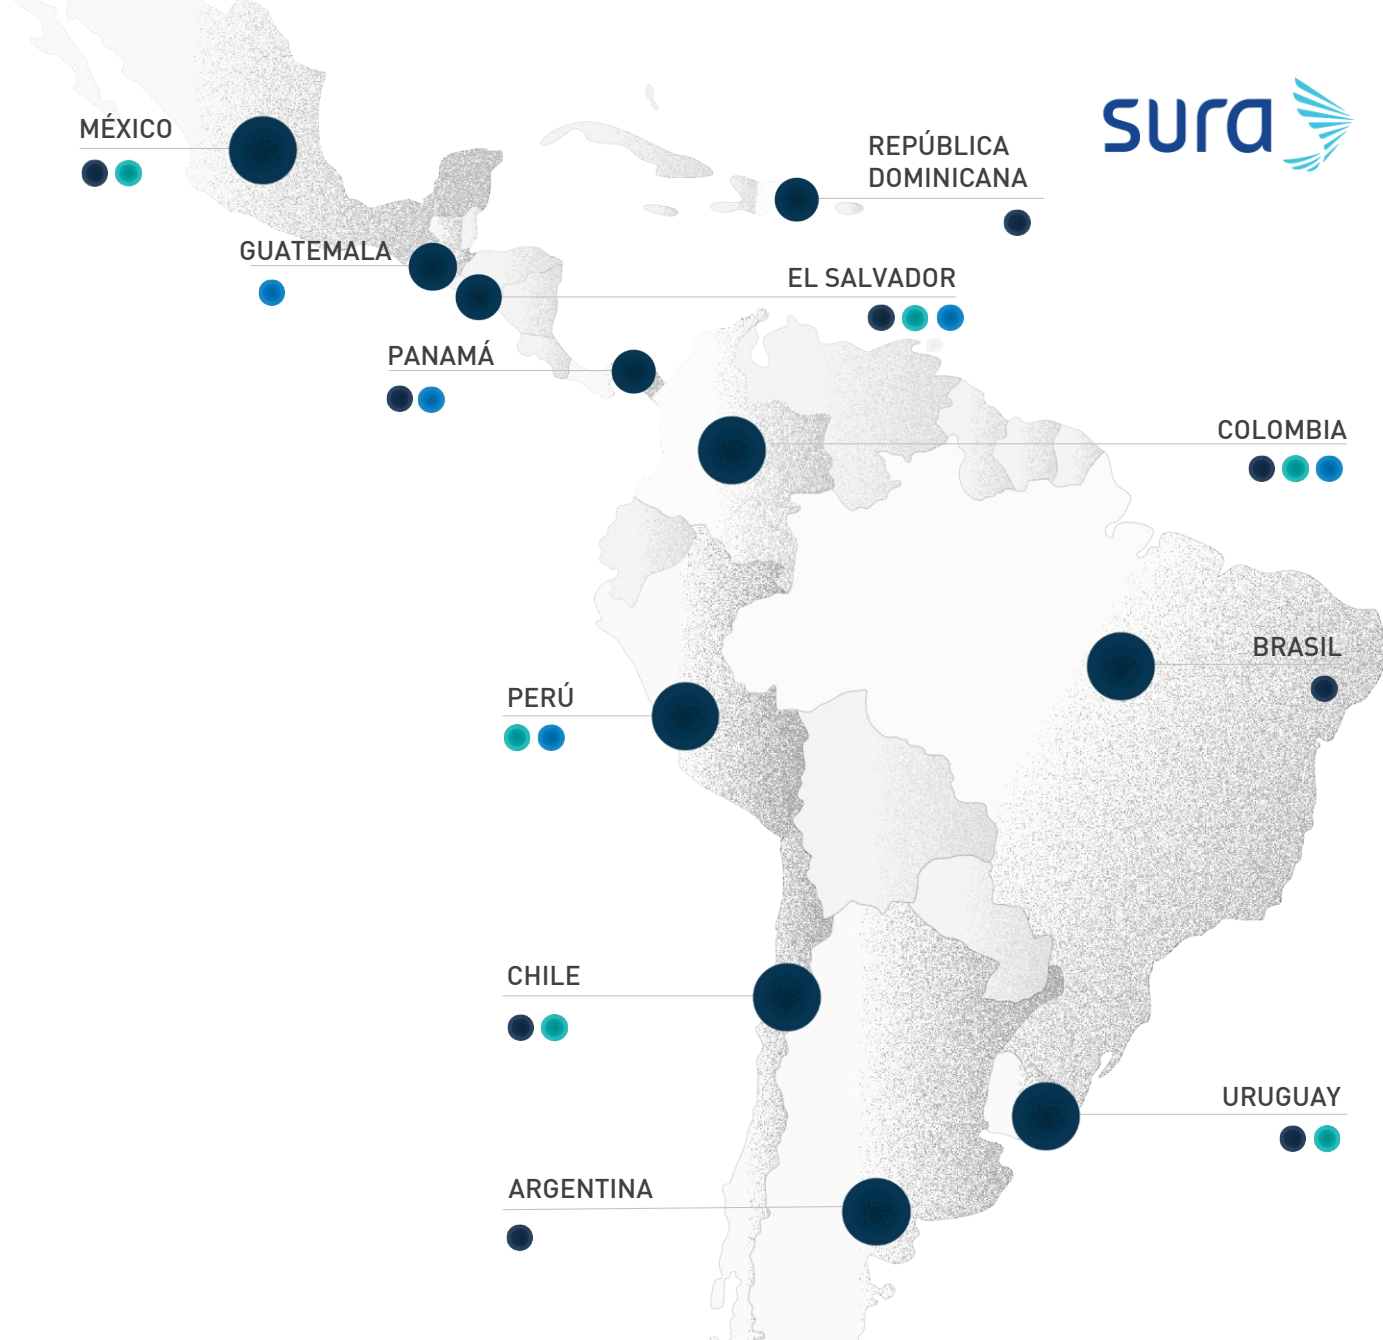 sura
MÉXICO
REPÚBLICA
DOMINICANA
GUATEMALA
EL SALVADOR
PANAMÁ
COLOMBIA
BRASIL
PERÚ
CHILE
URUGUAY
ARGENTINA